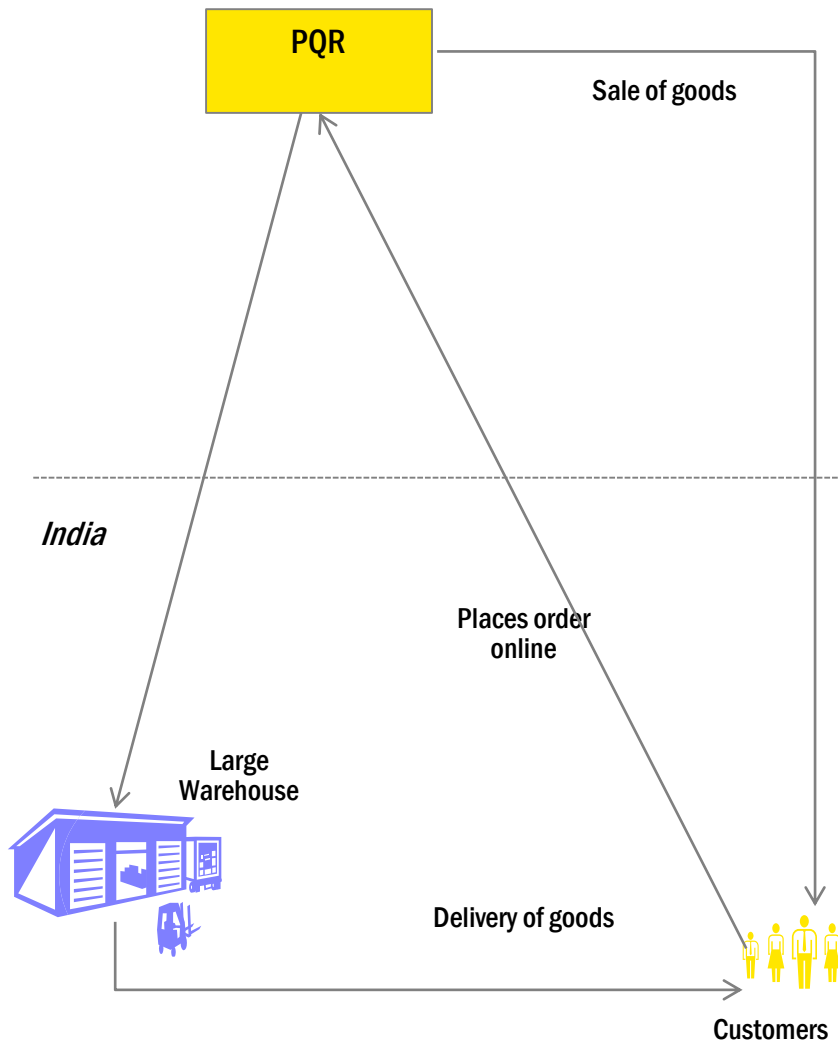 PQR
Sale of goods
India
Places order
online
Large
Warehouse
Delivery of goods
Customers